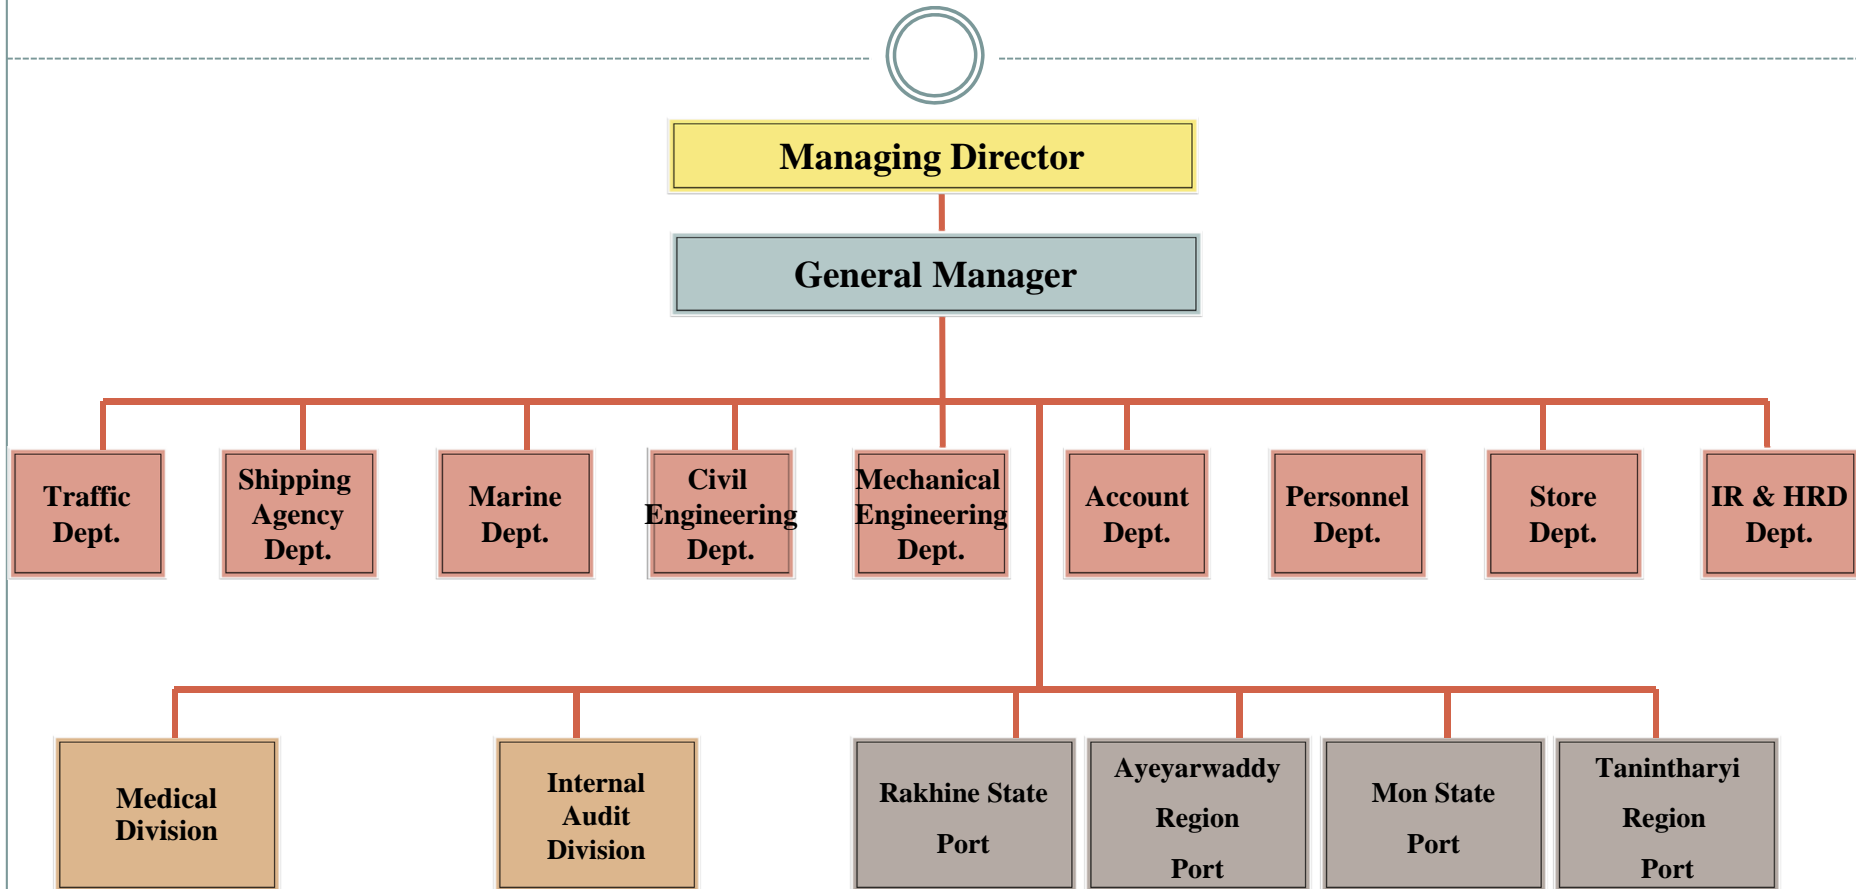 Managing Director
General Manager
Traffic
Dept.
Shipping
Agency
Dept.
Marine
Dept.
Civil
Engineering
Dept.
Mechanical
Engineering
Dept.
Account
Dept.
Personnel
Dept.
Store
Dept.
IR & HRD
Dept.
Medical
Division
Internal
Audit
Division
Rakhine State
Port
Ayeyarwaddy
Region
Port
Mon State
Port
Tanintharyi
Region
Port